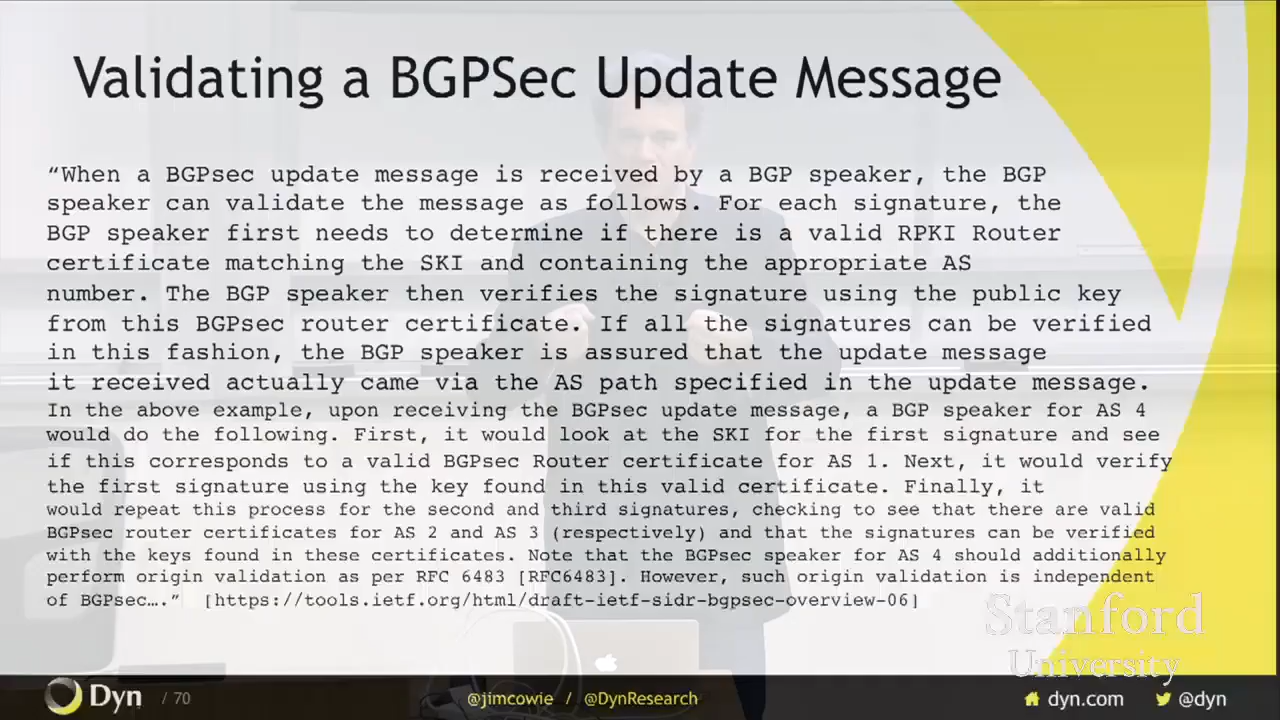 Validating a BGPSec Update Message
“When a BGPsec update message is received by a BGP speaker, the BGP
speaker can validate the message as follows. For each signature, the
BGP speaker first needs to determine if there is a valid RPKI Router
certificate matching the SKI and containing the appropriate AS
number. The BGP speaker then verifies the signature using the public key
from this BGPsec router certificate. If all the signatures can be verified
in this fashion, the BGP speaker is assured that the update message
it received actually came via the AS path specified in the update message.
In the above example, upon receiving the BGPsec update message, a BGP speaker for AS 4
would do the following. First, it would look at the SKI for the first signature and see
if this corresponds to a valid BGPsec Router certificate for AS 1. Next, it would verify
the first signature using the key found in this valid certificate. Finally, it
would repeat this process for the second and third signatures, checking to see that there are valid
BGPsec router certificates for AS 2 and AS 3 (respectively) and that the signatures can be verified
with the keys found in these certificates. Note that the BGPsec speaker for AS 4 should additionally
perform origin validation as per RFC 6483 [RFC6483]. However, such origin validation is independent
of BGPsec….” [https://tools.ietf.org/html/draft-ietf-sidr-bgpsec-overview-06]
Stanford
University
Dyn / 70 @jimcowie / @DynResearch dyn.com @dyn